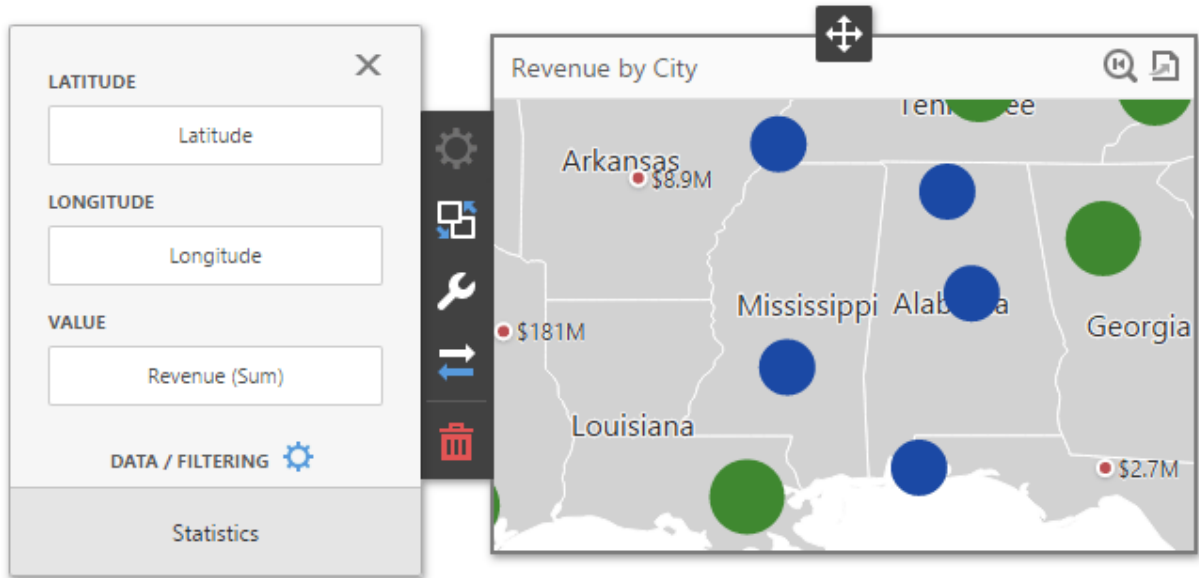 LATITUDE
Latitude
LONGITUDE
Longitude
VALUE
Revenue (Sum)
DATA / FILTERING
Statistics
Revenue by City
Arkansas
$8.9M
Mississippi
$181M
Georgia
Louisiana
$2.7M